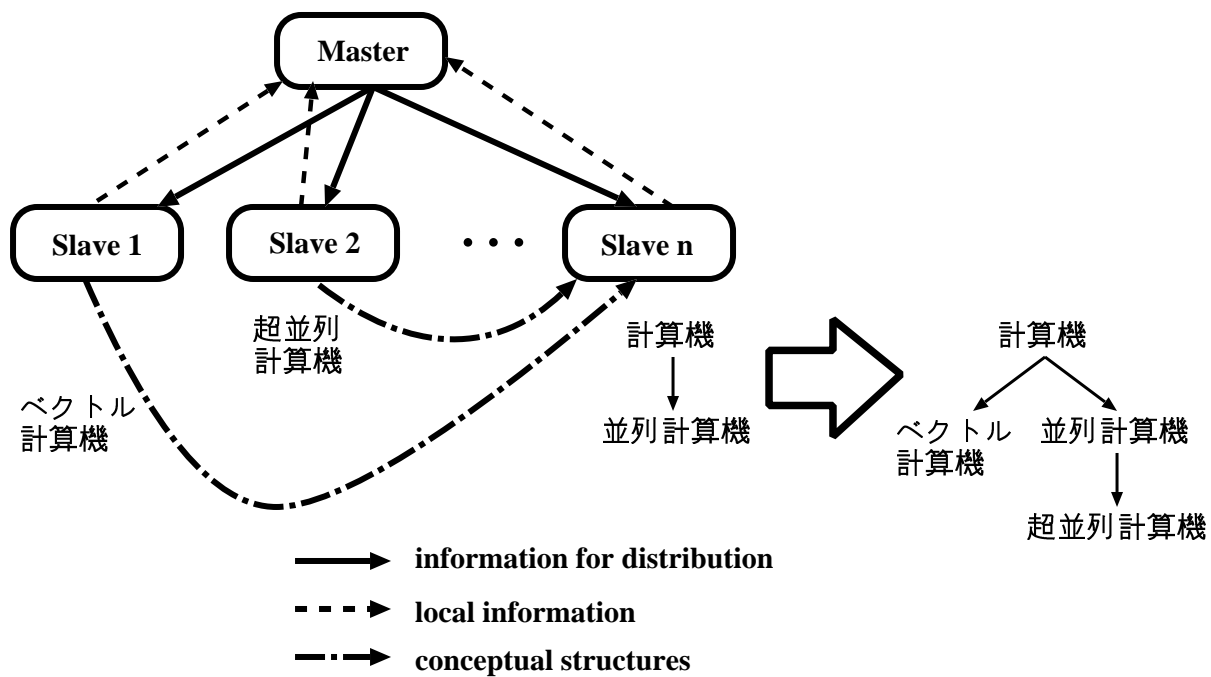 Master
Slave 1
Slave 2
• • •
Slave n
超並列
計算機
ベクトル
計算機
計算機
並列計算機
計算機
ベクトル
計算機
並列計算機
超並列計算機
information for distribution
local information
conceptual structures